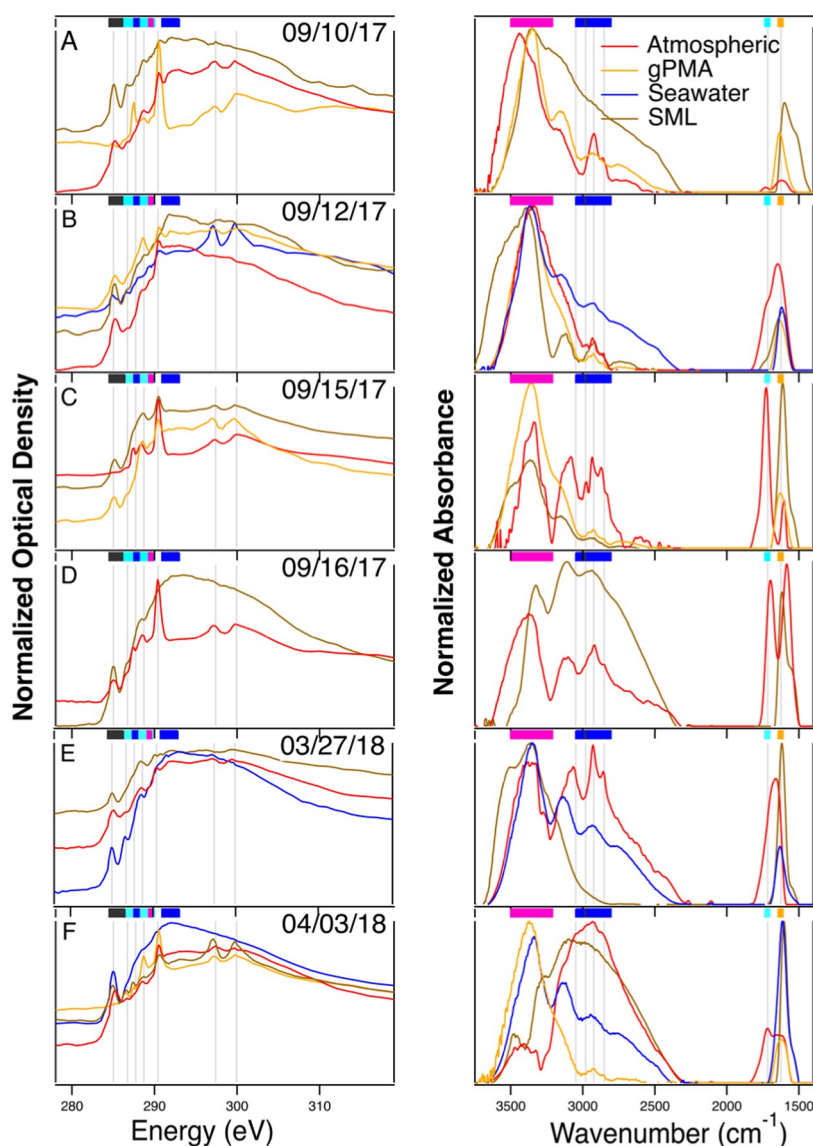 A
09/10/17
Atmospheric
gPMA
Seawater
SML
B
09/12/17
C
09/15/17
D
09/16/17
E
03/27/18
F
04/03/18
Normalized Optical Density
Normalized Absorbance
280 290 300 310
3500 3000 2500 2000 1500
Energy (eV)
Wavenumber (cm⁻¹)